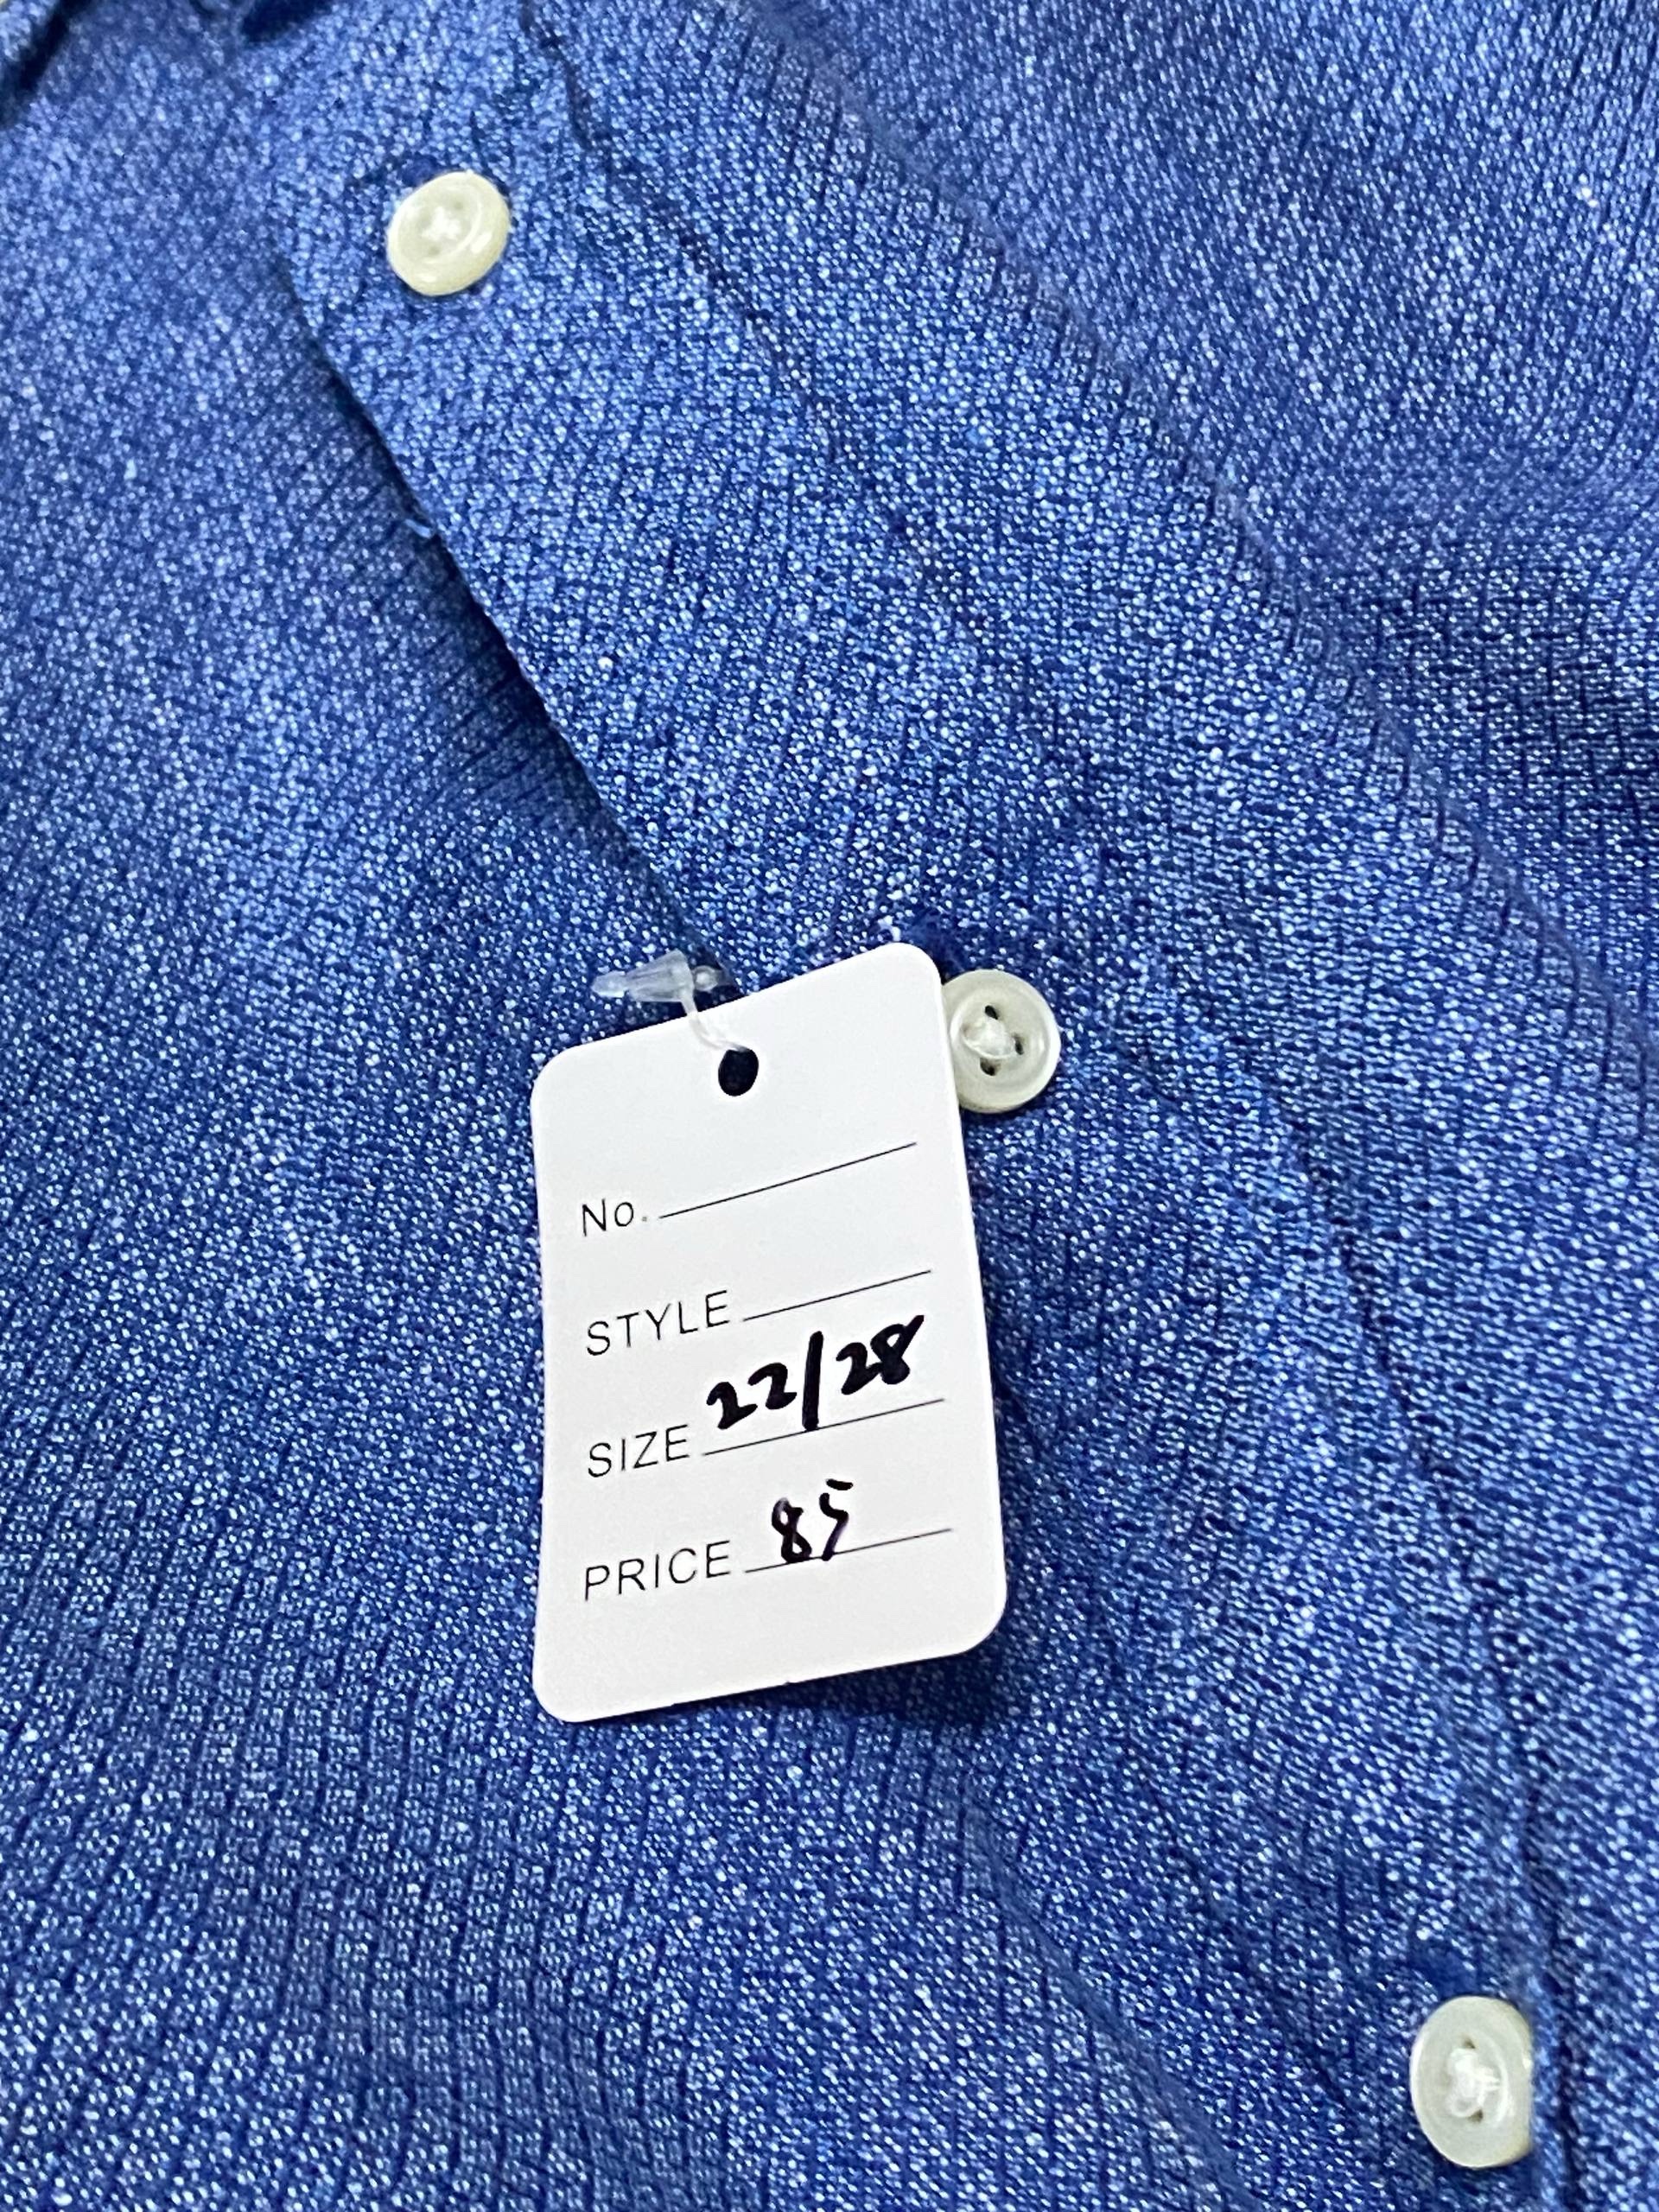 No.
STYLE
SIZE 22/28
PRICE 85